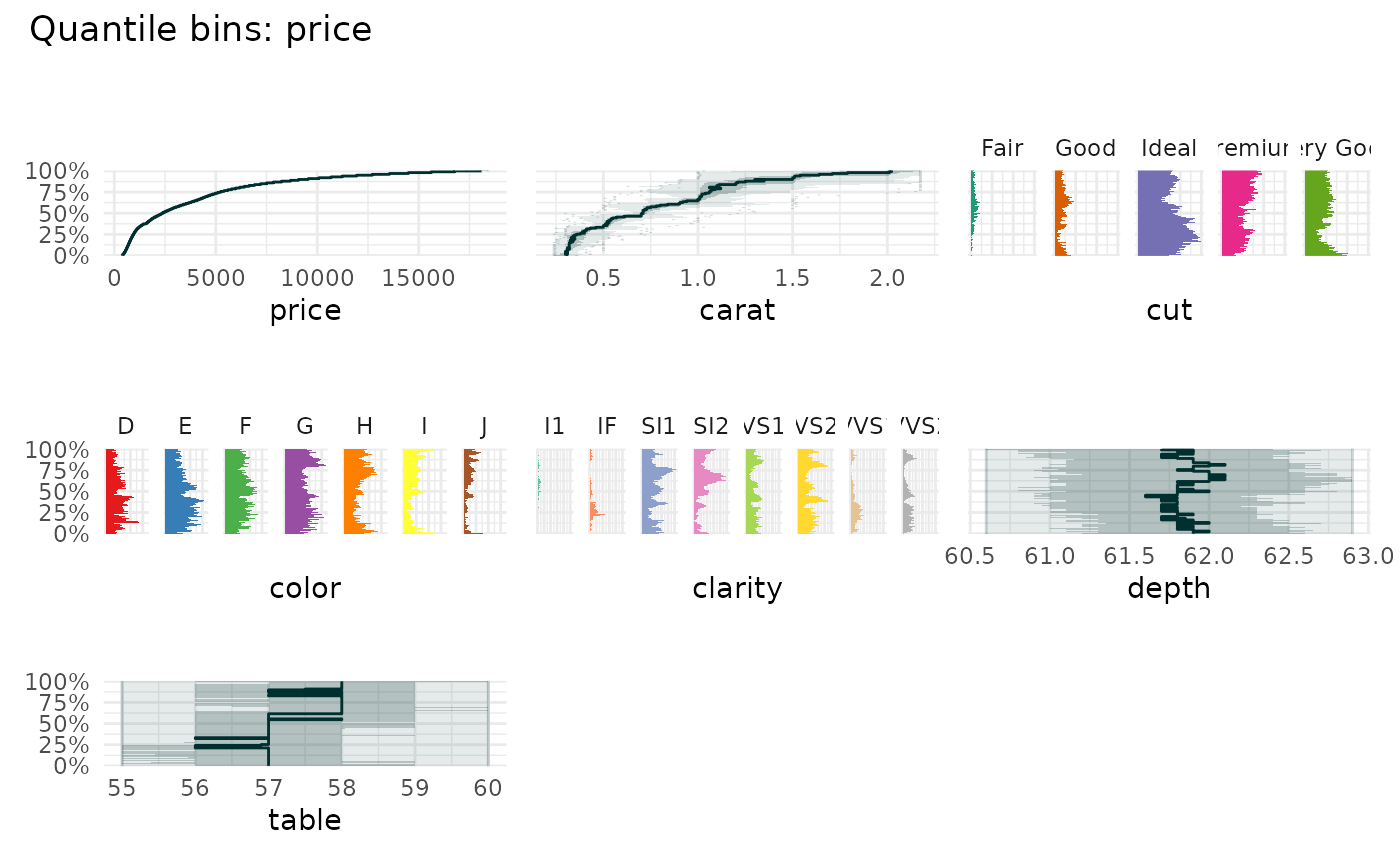 Quantile bins: price
Fair Good Ideal remium ery Goo
100%
75%
50%
25%
0%
0 5000 10000 15000
price
0.5 1.0 1.5 2.0
carat
cut
D E F G H I J
I1 IF SI1 SI2 VS1 VS2 VVS1 VVS2
100%
75%
50%
25%
0%
color
clarity
60.5 61.0 61.5 62.0 62.5 63.0
depth
100%
75%
50%
25%
0%
55 56 57 58 59 60
table